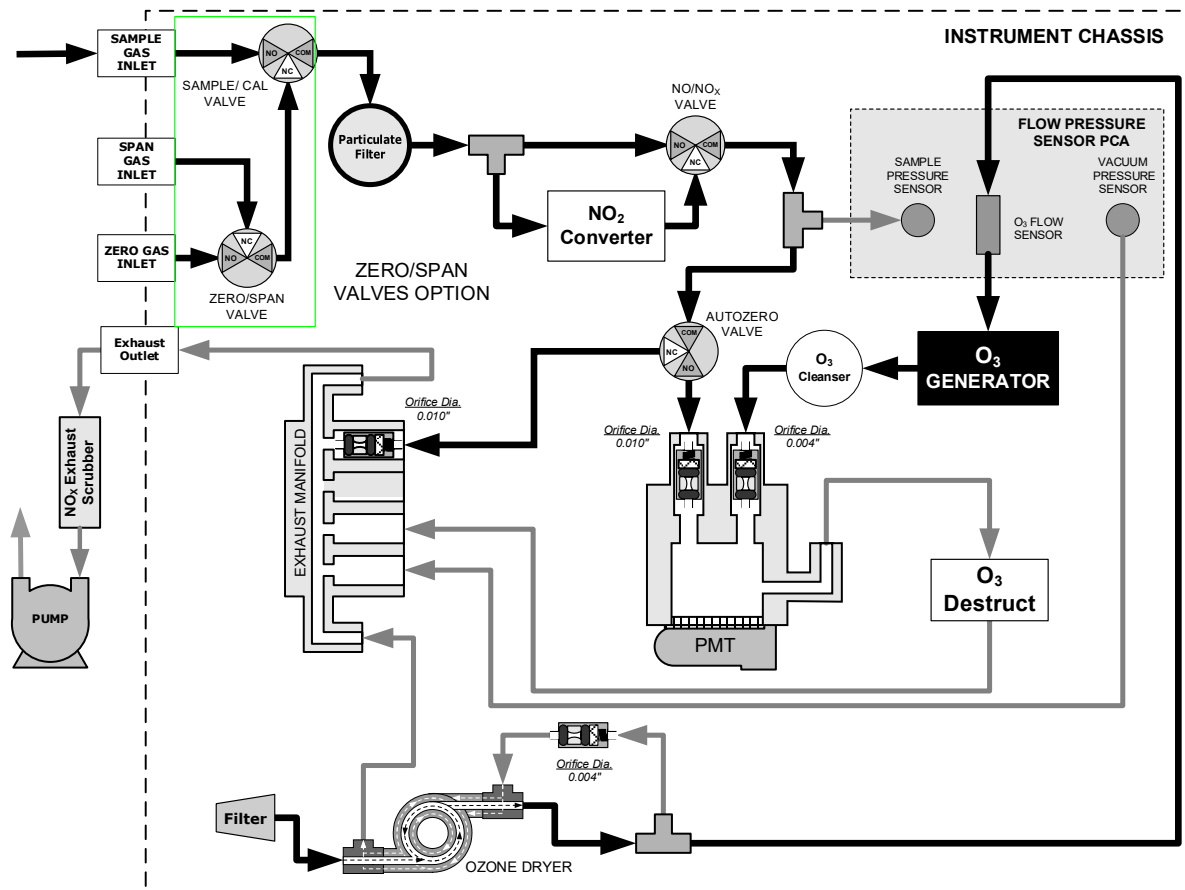 INSTRUMENT CHASSIS
SAMPLE
GAS
INLET
NO
COM
NC
SAMPLE/ CAL
VALVE
SPAN
GAS
INLET
ZERO GAS
INLET
NC
NO
COM
ZERO/SPAN
VALVE
ZERO/SPAN
VALVES OPTION
Particulate
Filter
NO/NOX
VALVE
NO
COM
NC
NO2
Converter
FLOW PRESSURE
SENSOR PCA
SAMPLE
PRESSURE
SENSOR
O3 FLOW
SENSOR
VACUUM
PRESSURE
SENSOR
AUTOZERO
VALVE
COM
NC
NO
O3
Cleanser
O3
GENERATOR
Exhaust
Outlet
Orifice Dia.
0.010"
Orifice Dia.
0.010"
Orifice Dia.
0.004"
EXHAUST MANIFOLD
NOX Exhaust
Scrubber
PUMP
O3
Destruct
PMT
Orifice Dia.
0.004"
Filter
OZONE DRYER